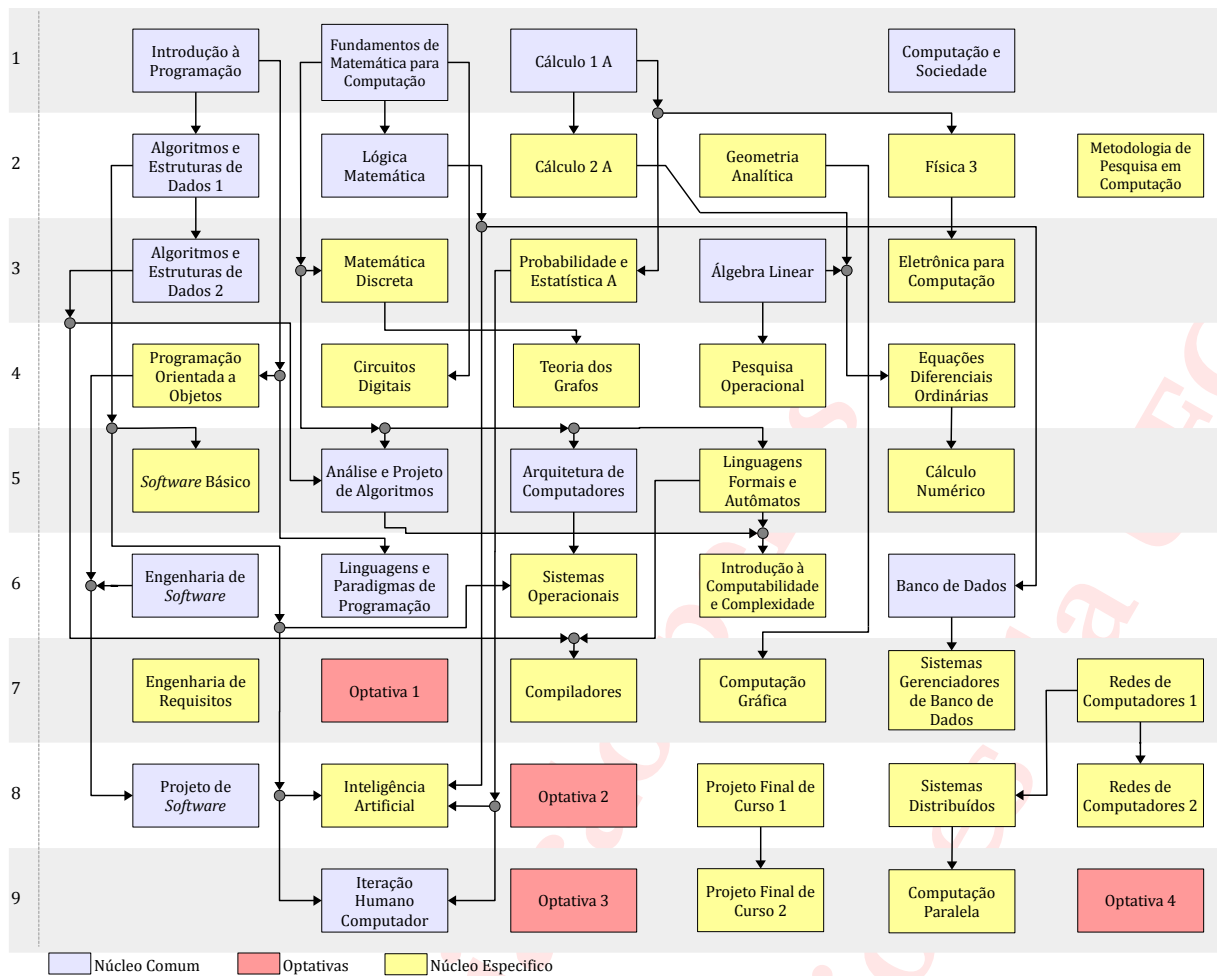 1
Introdução à
Programação
Fundamentos de
Matemática para
Computação
Cálculo 1 A
Computação e
Sociedade
2
Algoritmos e
Estruturas de
Dados 1
Lógica
Matemática
Cálculo 2 A
Geometria
Analítica
Física 3
Metodologia de
Pesquisa em
Computação
3
Algoritmos e
Estruturas de
Dados 2
Matemática
Discreta
Probabilidade e
Estatística A
Álgebra Linear
Eletrônica para
Computação
4
Programação
Orientada a
Objetos
Circuitos
Digitais
Teoria dos
Grafos
Pesquisa
Operacional
Equações
Diferenciais
Ordinárias
5
Software Básico
Análise e Projeto
de Algoritmos
Arquitetura de
Computadores
Linguagens
Formais e
Autômatos
Cálculo
Numérico
6
Engenharia de
Software
Linguagens e
Paradigmas de
Programação
Sistemas
Operacionais
Introdução à
Computabilidade
e Complexidade
Banco de Dados
7
Engenharia de
Requisitos
Optativa 1
Compiladores
Computação
Gráfica
Sistemas
Gerenciadores
de Banco de
Dados
Redes de
Computadores 1
8
Projeto de
Software
Inteligência
Artificial
Optativa 2
Projeto Final de
Curso 1
Sistemas
Distribuídos
Redes de
Computadores 2
9
Iteração
Humano
Computador
Optativa 3
Projeto Final de
Curso 2
Computação
Paralela
Optativa 4
Núcleo Comum
Optativas
Núcleo Especifico